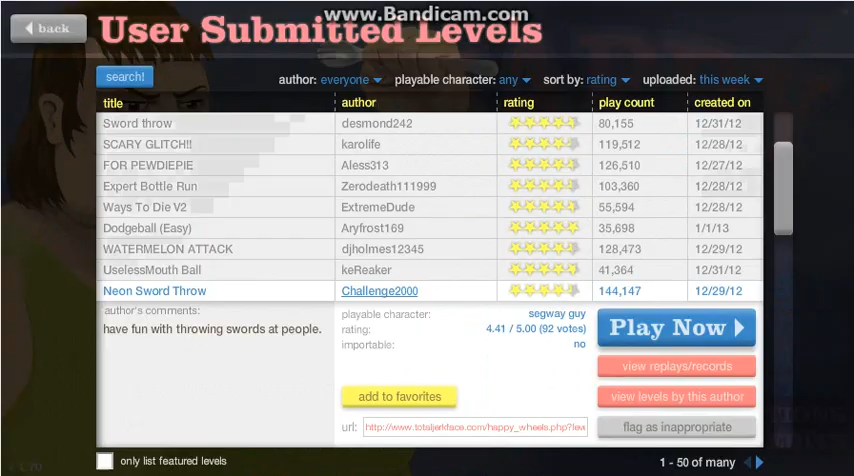 www.Bandicam.com
back
User Submitted Levels
search!
author: everyone playable character: any sort by: rating uploaded: this week
title author rating play count created on
Sword throw desmond242 80,155 12/31/12
SCARY GLITCH!! karolife 119,512 12/28/12
FOR PEWDIEPIE Aless313 126,510 12/27/12
Expert Bottle Run Zerodeath111999 103,360 12/28/12
Ways To Die V2 ExtremeDude 55,594 12/28/12
Dodgeball (Easy) Aryfrost169 35,698 1/1/13
WATERMELON ATTACK djholmes12345 128,473 12/29/12
UselessMouth Ball keReaker 41,364 12/31/12
Neon Sword Throw Challenge2000 144,147 12/29/12
author's comments:
have fun with throwing swords at people.
playable character: segway guy
rating: 4.41 / 5.00 (92 votes)
importable: no
add to favorites
url: http://www.totaljerkface.com/happy_wheels.php?lev
Play Now
view replays/records
view levels by this author
flag as inappropriate
only list featured levels
1 - 50 of many